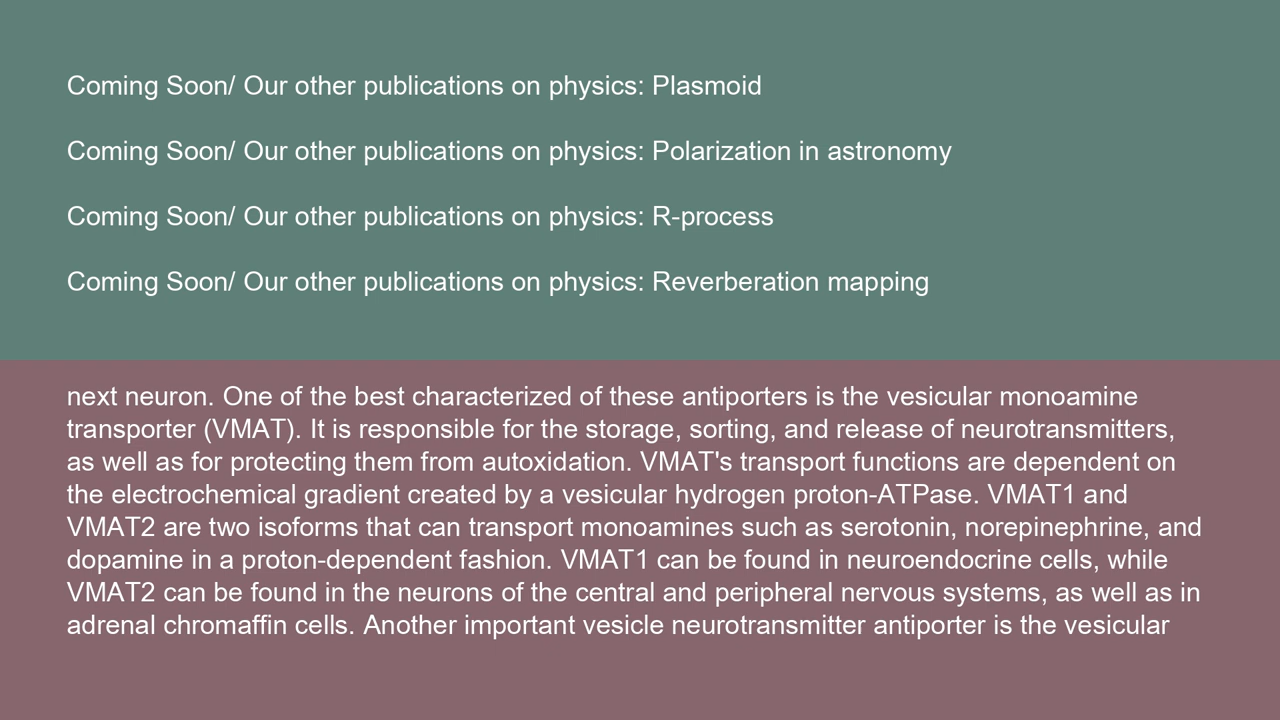 Coming Soon/ Our other publications on physics: Plasmoid
Coming Soon/ Our other publications on physics: Polarization in astronomy
Coming Soon/ Our other publications on physics: R-process
Coming Soon/ Our other publications on physics: Reverberation mapping
next neuron. One of the best characterized of these antiporters is the vesicular monoamine
transporter (VMAT). It is responsible for the storage, sorting, and release of neurotransmitters,
as well as for protecting them from autoxidation. VMAT's transport functions are dependent on
the electrochemical gradient created by a vesicular hydrogen proton-ATPase. VMAT1 and
VMAT2 are two isoforms that can transport monoamines such as serotonin, norepinephrine, and
dopamine in a proton-dependent fashion. VMAT1 can be found in neuroendocrine cells, while
VMAT2 can be found in the neurons of the central and peripheral nervous systems, as well as in
adrenal chromaffin cells. Another important vesicle neurotransmitter antiporter is the vesicular